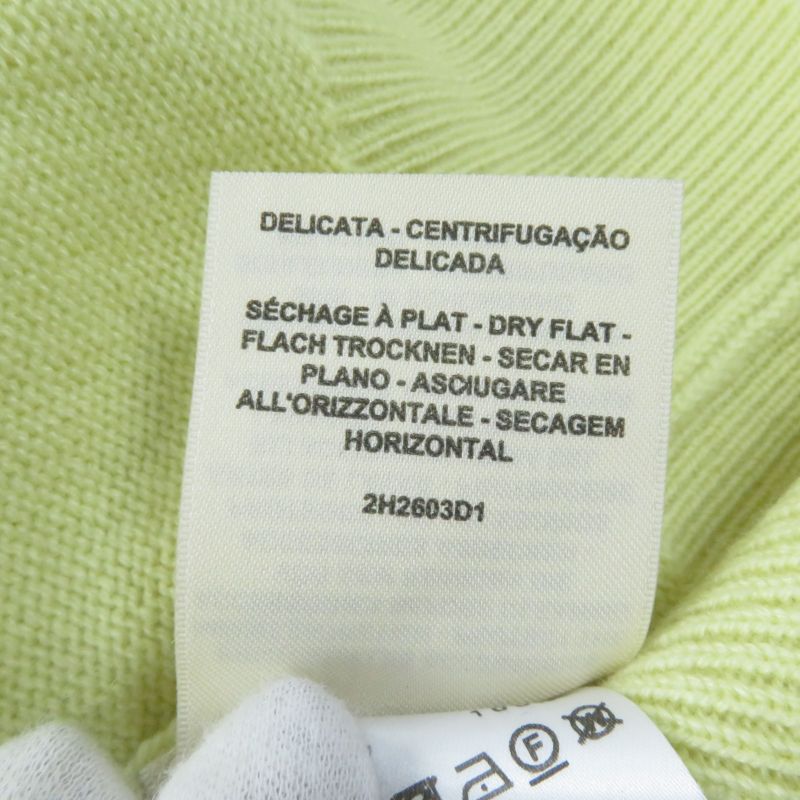 DELICATA - CENTRIFUGAÇÃO
DELICADA
SÉCHAGE À PLAT - DRY FLAT -
FLACH TROCKNEN - SECAR EN
PLANO - ASCIUGARE
ALL'ORIZZONTALE - SECAGEM
HORIZONTAL
2H2603D1
F
W